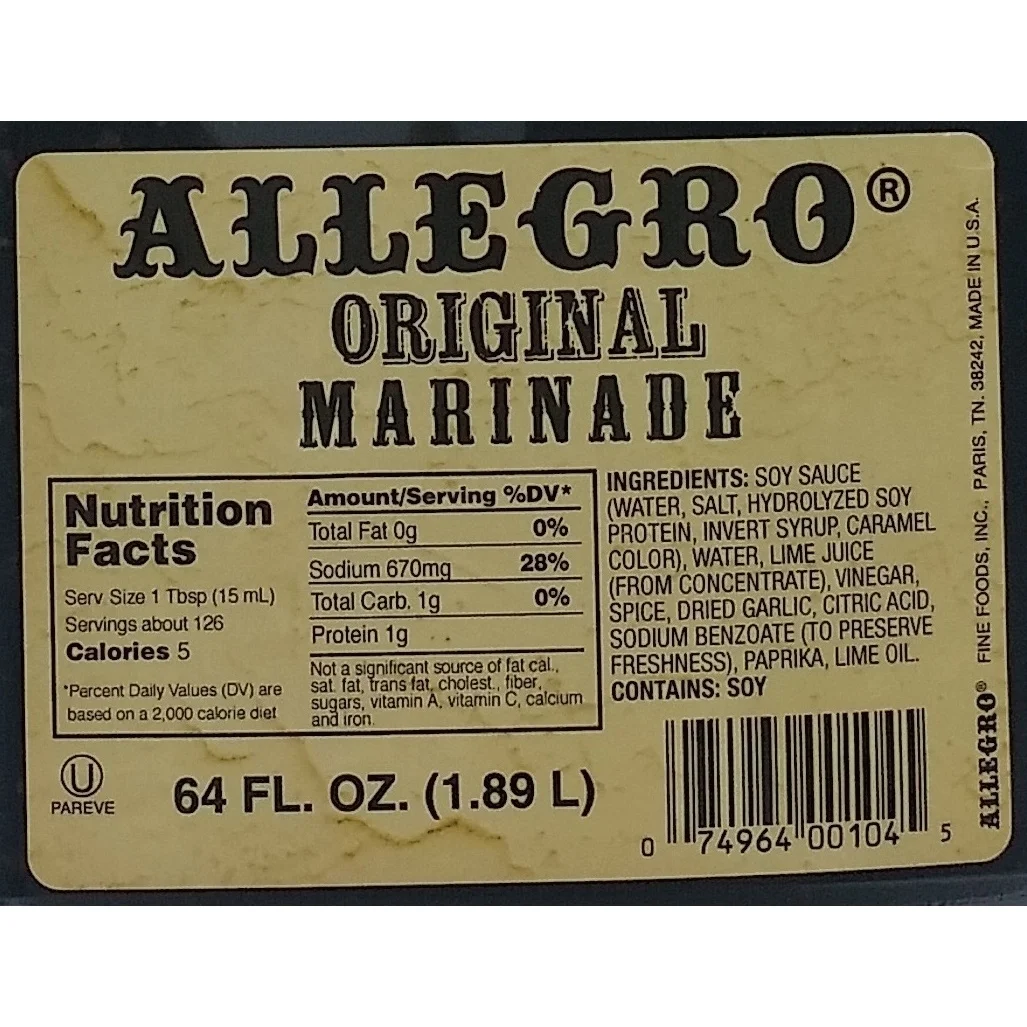 ALLEGRO®
ORIGINAL
MARINADE
Nutrition
Facts
Serv Size 1 Tbsp (15 mL)
Servings about 126
Calories 5
*Percent Daily Values (DV) are
based on a 2,000 calorie diet
Amount/Serving %DV*
Total Fat 0g 0%
Sodium 670mg 28%
Total Carb. 1g 0%
Protein 1g
Not a significant source of fat cal.,
sat. fat, trans fat, cholest., fiber,
sugars, vitamin A, vitamin C, calcium
and iron.
INGREDIENTS: SOY SAUCE
(WATER, SALT, HYDROLYZED SOY
PROTEIN, INVERT SYRUP, CARAMEL
COLOR), WATER, LIME JUICE
(FROM CONCENTRATE), VINEGAR,
SPICE, DRIED GARLIC, CITRIC ACID,
SODIUM BENZOATE (TO PRESERVE
FRESHNESS), PAPRIKA, LIME OIL.
CONTAINS: SOY
U
PAREVE
64 FL. OZ. (1.89 L)
0 74964 00104 5
ALLEGRO® FINE FOODS, INC., PARIS, TN. 38242, MADE IN U.S.A.